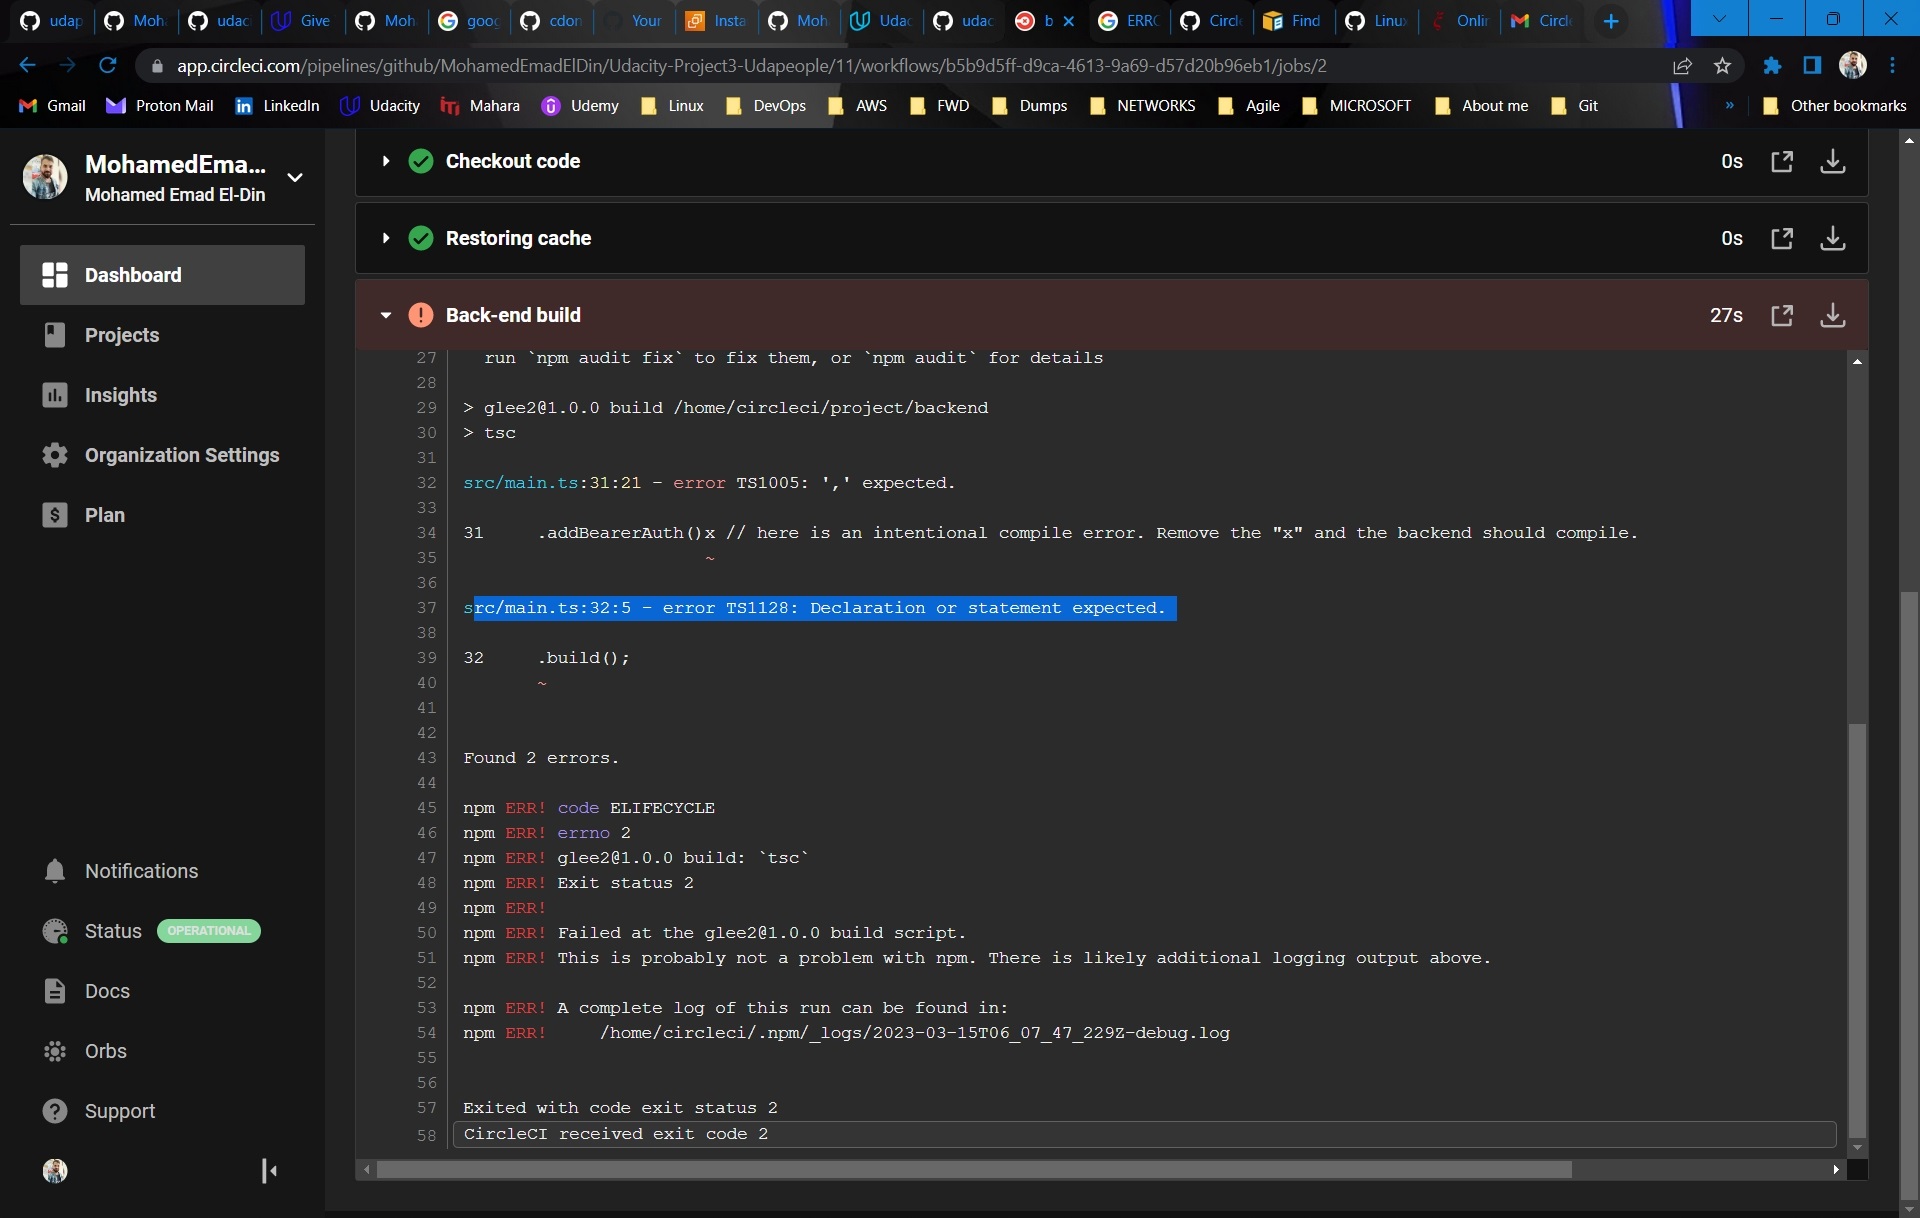 udap
Moh
udac
Give
Moh
goog
cdon
Your
Insta
Moh
Udac
udac
b
ERRC
Circl
Find
Linu
Onlin
Circl
app.circleci.com/pipelines/github/MohamedEmadElDin/Udacity-Project3-Udapeople/11/workflows/b5b9d5ff-d9ca-4613-9a69-d57d20b96eb1/jobs/2
Gmail
Proton Mail
LinkedIn
Udacity
Mahara
Udemy
Linux
DevOps
AWS
FWD
Dumps
NETWORKS
Agile
MICROSOFT
About me
Git
»
Other bookmarks
MohamedEma...
Mohamed Emad El-Din
Dashboard
Projects
Insights
Organization Settings
Plan
Notifications
Status OPERATIONAL
Docs
Orbs
Support
Checkout code 0s
Restoring cache 0s
Back-end build 27s
27 run `npm audit fix` to fix them, or `npm audit` for details
28
29 > glee2@1.0.0 build /home/circleci/project/backend
30 > tsc
31
32 src/main.ts:31:21 - error TS1005: ',' expected.
33
34 31 .addBearerAuth()x // here is an intentional compile error. Remove the "x" and the backend should compile.
35 ~
36
37 src/main.ts:32:5 - error TS1128: Declaration or statement expected.
38
39 32 .build();
40 ~
41
42
43 Found 2 errors.
44
45 npm ERR! code ELIFECYCLE
46 npm ERR! errno 2
47 npm ERR! glee2@1.0.0 build: `tsc`
48 npm ERR! Exit status 2
49 npm ERR!
50 npm ERR! Failed at the glee2@1.0.0 build script.
51 npm ERR! This is probably not a problem with npm. There is likely additional logging output above.
52
53 npm ERR! A complete log of this run can be found in:
54 npm ERR! /home/circleci/.npm/_logs/2023-03-15T06_07_47_229Z-debug.log
55
56
57 Exited with code exit status 2
58 CircleCI received exit code 2